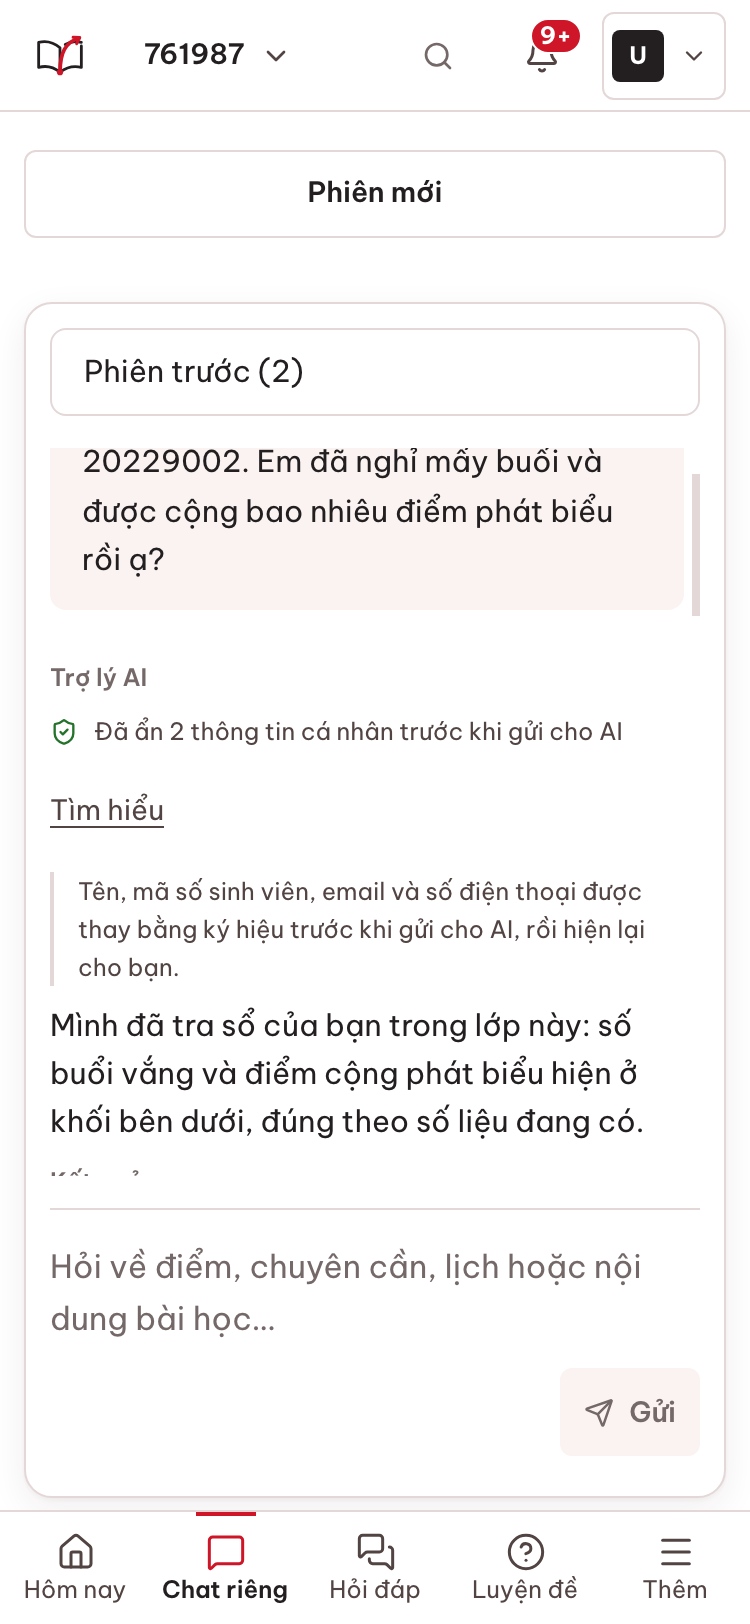 761987
9+
U
Phiên mới
Phiên trước (2)
20229002. Em đã nghỉ mấy buổi và
được cộng bao nhiêu điểm phát biểu
rồi ạ?
Trợ lý AI
Đã ẩn 2 thông tin cá nhân trước khi gửi cho AI
Tìm hiểu
Tên, mã số sinh viên, email và số điện thoại được
thay bằng ký hiệu trước khi gửi cho AI, rồi hiện lại
cho bạn.
Mình đã tra sổ của bạn trong lớp này: số
buổi vắng và điểm cộng phát biểu hiện ở
khối bên dưới, đúng theo số liệu đang có.
Hỏi về điểm, chuyên cần, lịch hoặc nội
dung bài học...
Gửi
Hôm nay
Chat riêng
Hỏi đáp
Luyện đề
Thêm